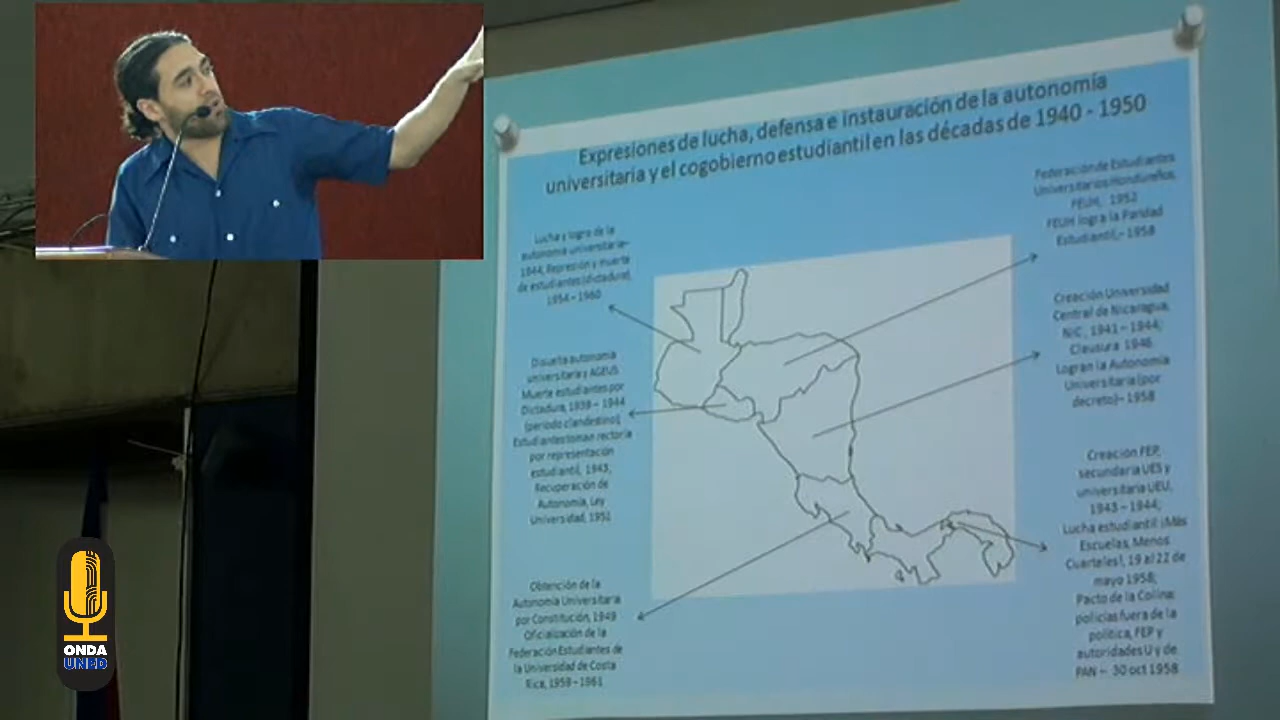 Expresiones de lucha, defensa e instauración de la autonomía
universitaria y el cogobierno estudiantil en las décadas de 1940 - 1950
Lucha y logro de la
autonomía universitaria-
1944, Represión y muerte
de estudiantes (dictadura),
1954 – 1960
Disuelta autonomía
universitaria y AGEUS
Muerte estudiantes por
Dictadura, 1939 – 1944
(período clandestino)
Estudiantes toman rectoría
por representación
estudiantil, 1943,
Recuperación de
Autonomía, Ley
Universidad, 1951
Obtención de la
Autonomía Universitaria
por Constitución, 1949
Oficialización de la
Federación Estudiantes de
la Universidad de Costa
Rica, 1959 – 1961
Federación de Estudiantes
Universitarios Hondureños,
FEUH, 1952
FEUH logra la Paridad
Estudiantil,– 1958
Creación Universidad
Central de Nicaragua,
NIC, 1941 – 1944;
Clausura 1946
Logran la Autonomía
Universitaria (por
decreto)– 1958
Creación FEP,
secundaria UES y
universitaria UEU,
1943 – 1944;
Lucha estudiantil: ¡Más
Escuelas, Menos
Cuarteles!, 19 al 22 de
mayo 1958;
Pacto de la Colina:
policías fuera de la
política, FEP y
autoridades U y de
PAN – 30 oct 1958
ONDA
UNED